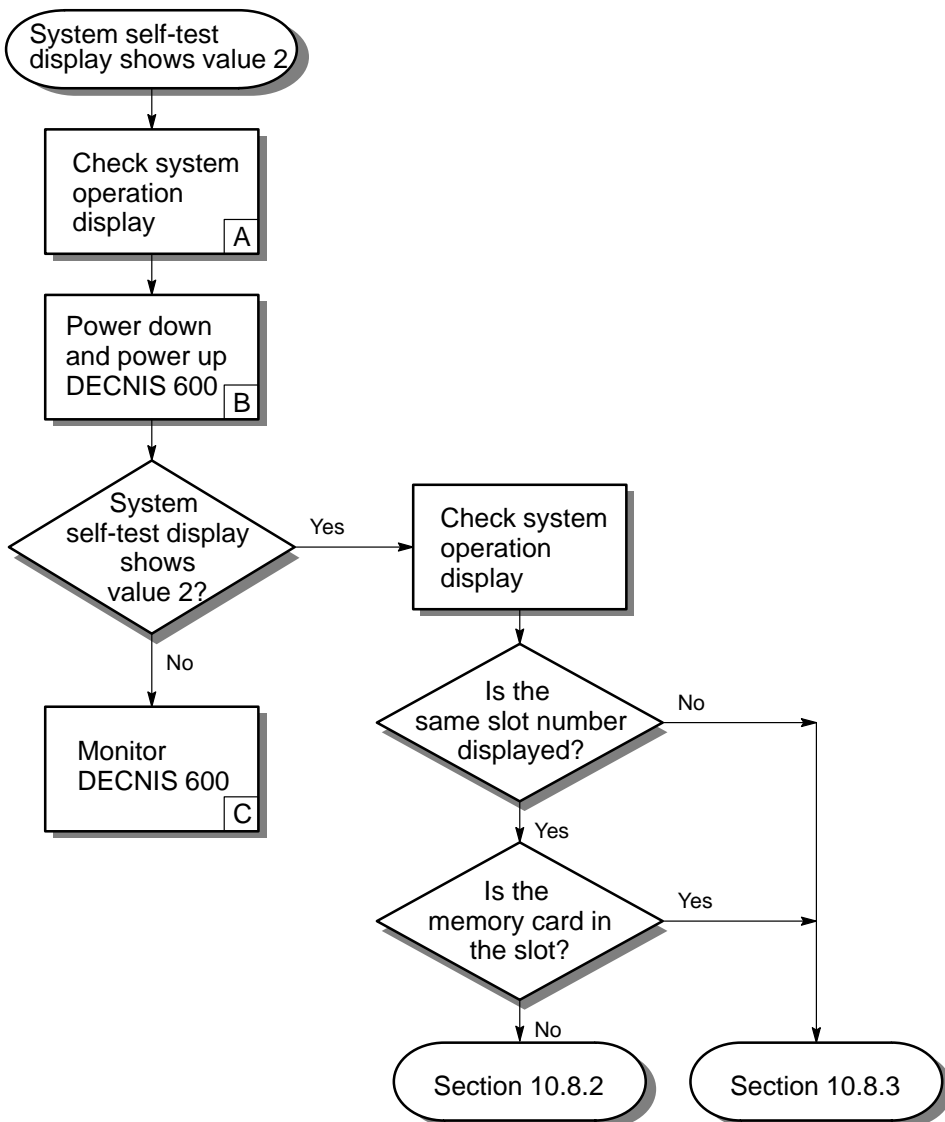 System self-test
display shows value 2
Check system
operation
display
A
Power down
and power up
DECNIS 600
B
System
self-test display
shows
value 2?
Yes
No
Monitor
DECNIS 600
C
Check system
operation
display
Is the
same slot number
displayed?
No
Yes
Is the
memory card in
the slot?
Yes
No
Section 10.8.2
Section 10.8.3